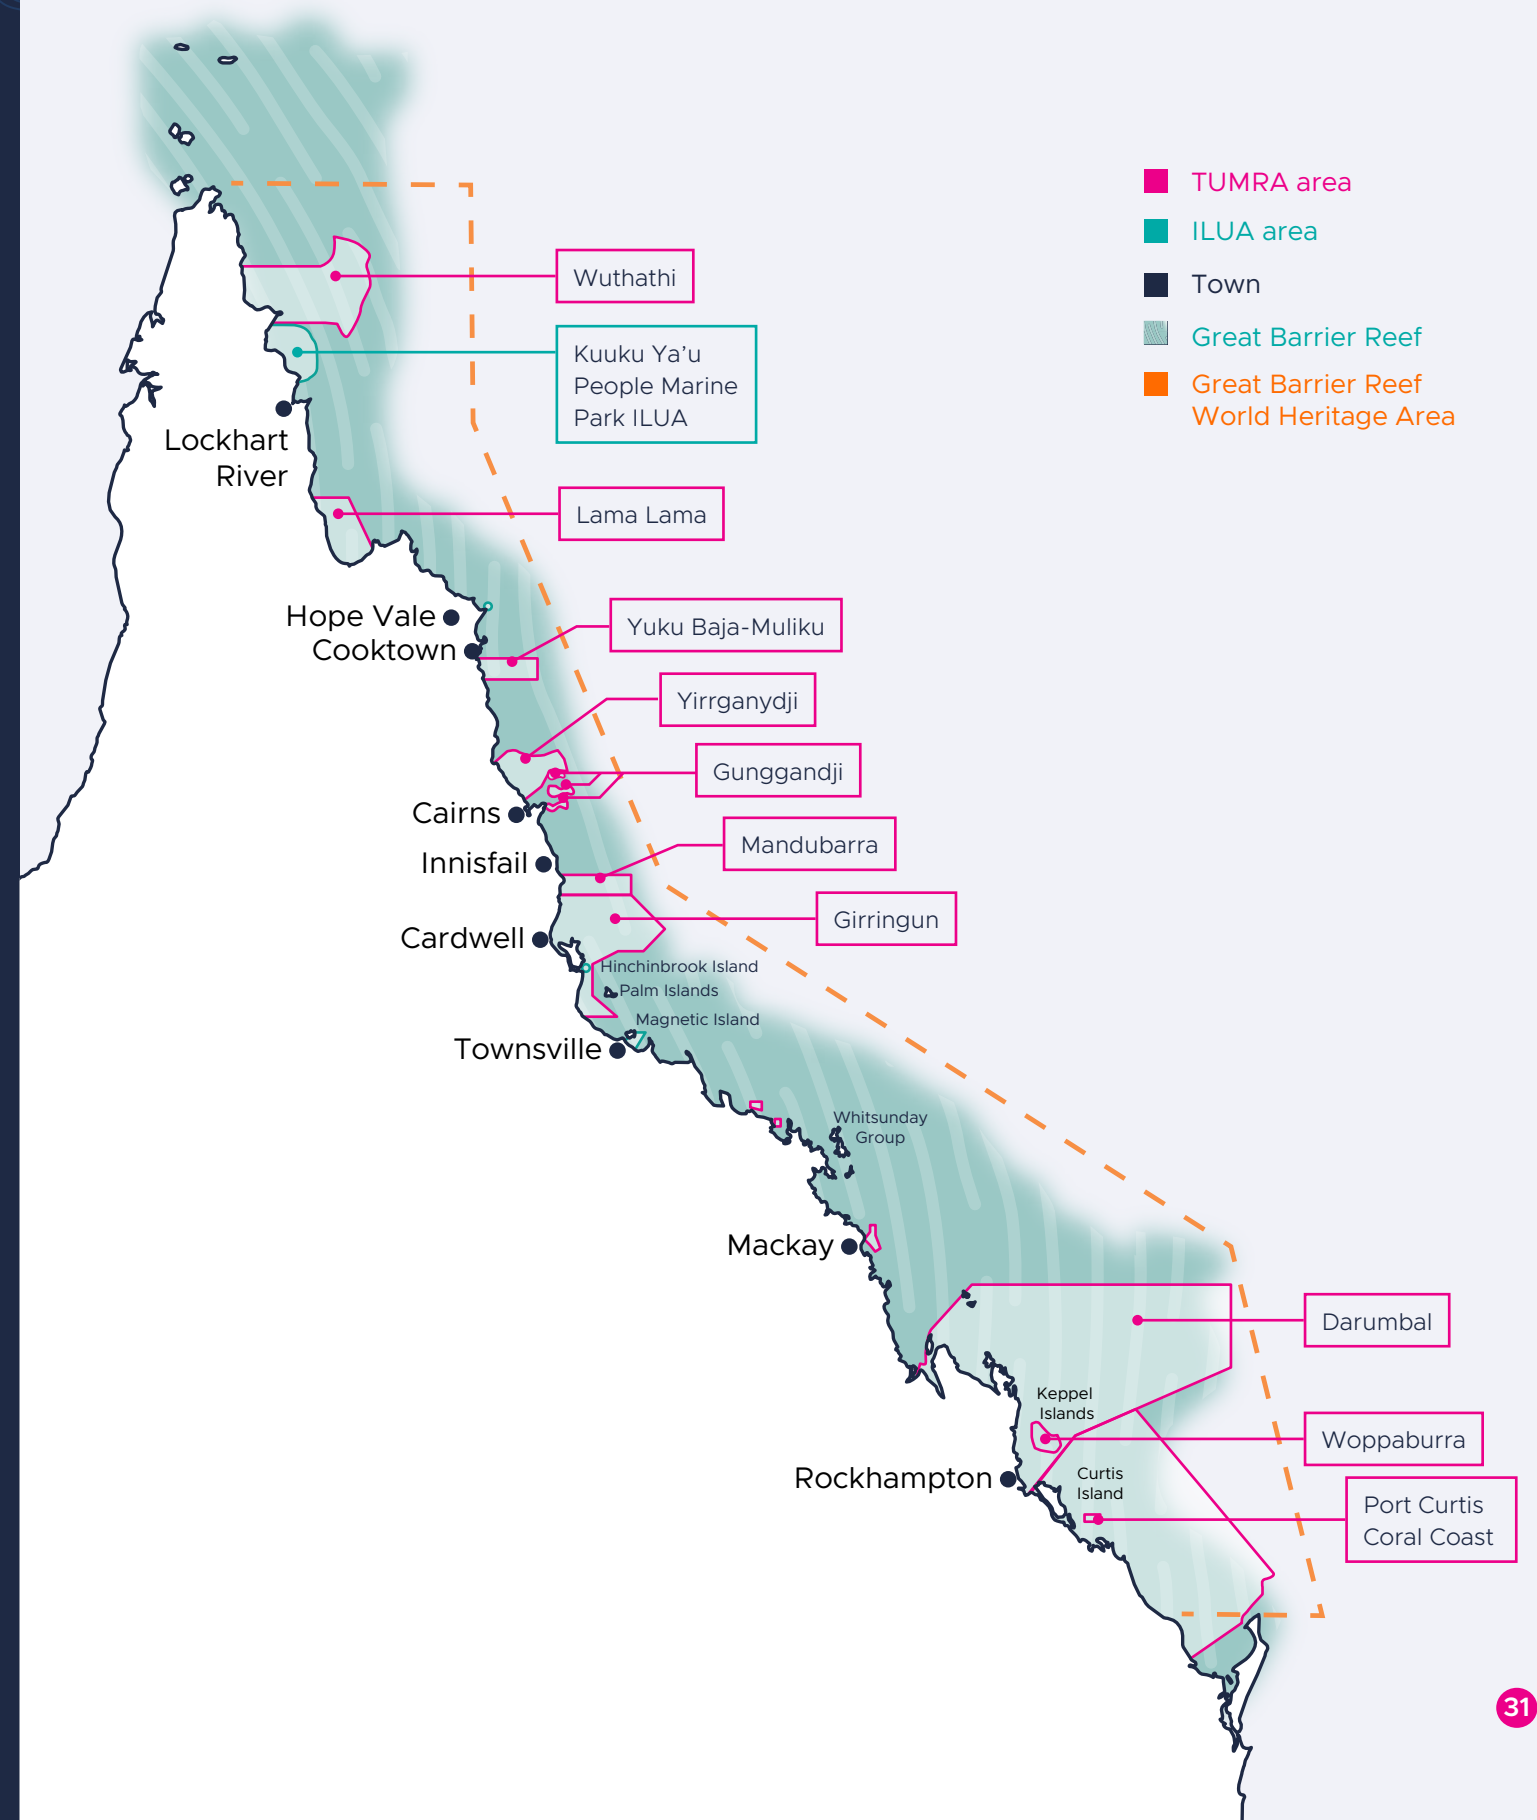 TUMRA area
ILUA area
Town
Great Barrier Reef
Great Barrier Reef
World Heritage Area
Wuthathi
Kuuku Ya’u
People Marine
Park ILUA
Lockhart
River
Lama Lama
Hope Vale
Cooktown
Yuku Baja-Muliku
Yirrganydji
Gunggandji
Cairns
Mandubarra
Innisfail
Girringun
Cardwell
Hinchinbrook Island
Palm Islands
Magnetic Island
Townsville
Whitsunday
Group
Mackay
Darumbal
Keppel
Islands
Woppaburra
Rockhampton
Curtis
Island
Port Curtis
Coral Coast
31